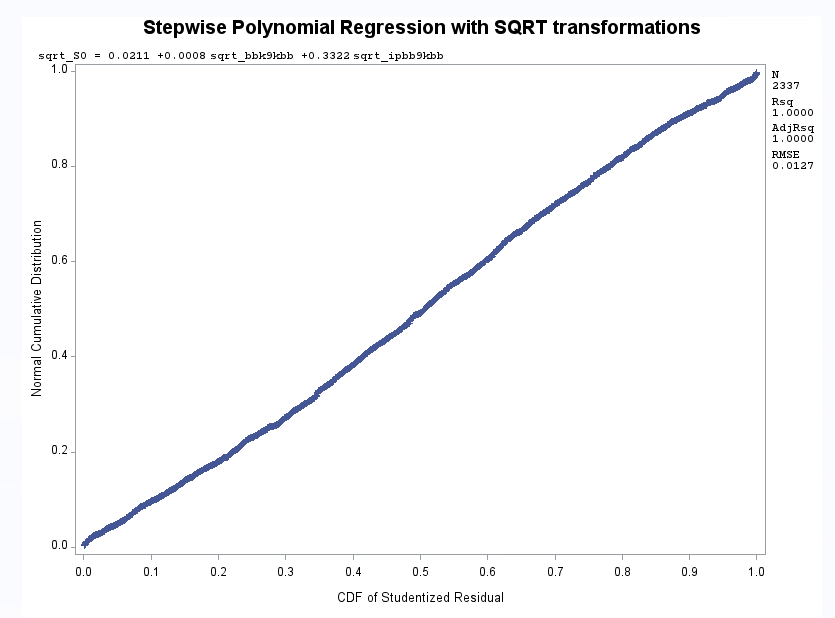 Stepwise Polynomial Regression with SQRT transformations
sqrt_S0 = 0.0211 +0.0008 sqrt_bbk9kbb +0.3322 sqrt_ipbb9kbb
N
2337
Rsq
1.0000
AdjRsq
1.0000
RMSE
0.0127
Normal Cumulative Distribution
1.0
0.8
0.6
0.4
0.2
0.0
0.0 0.1 0.2 0.3 0.4 0.5 0.6 0.7 0.8 0.9 1.0
CDF of Studentized Residual